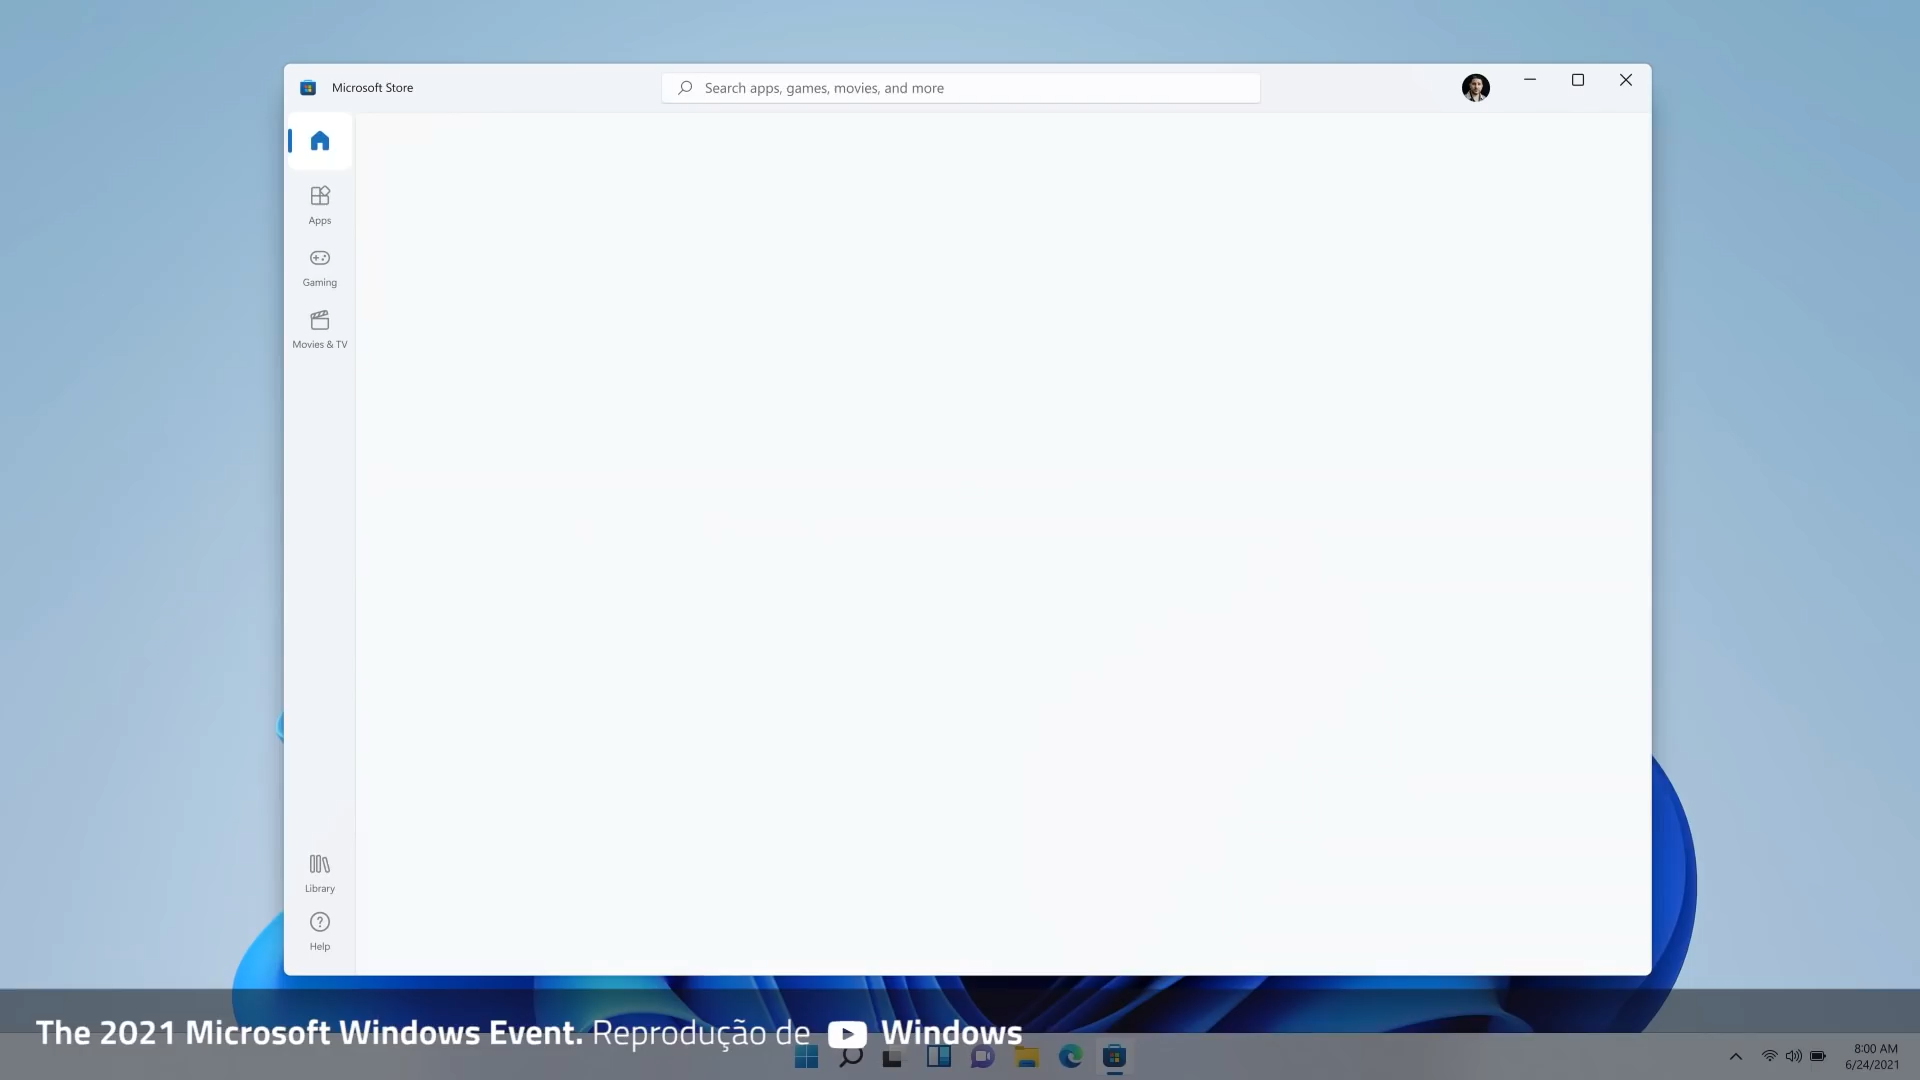 Microsoft Store
Search apps, games, movies, and more
Apps
Gaming
Movies & TV
Library
Help
The 2021 Microsoft Windows Event. Reprodução de Windows
8:00 AM
6/24/2021